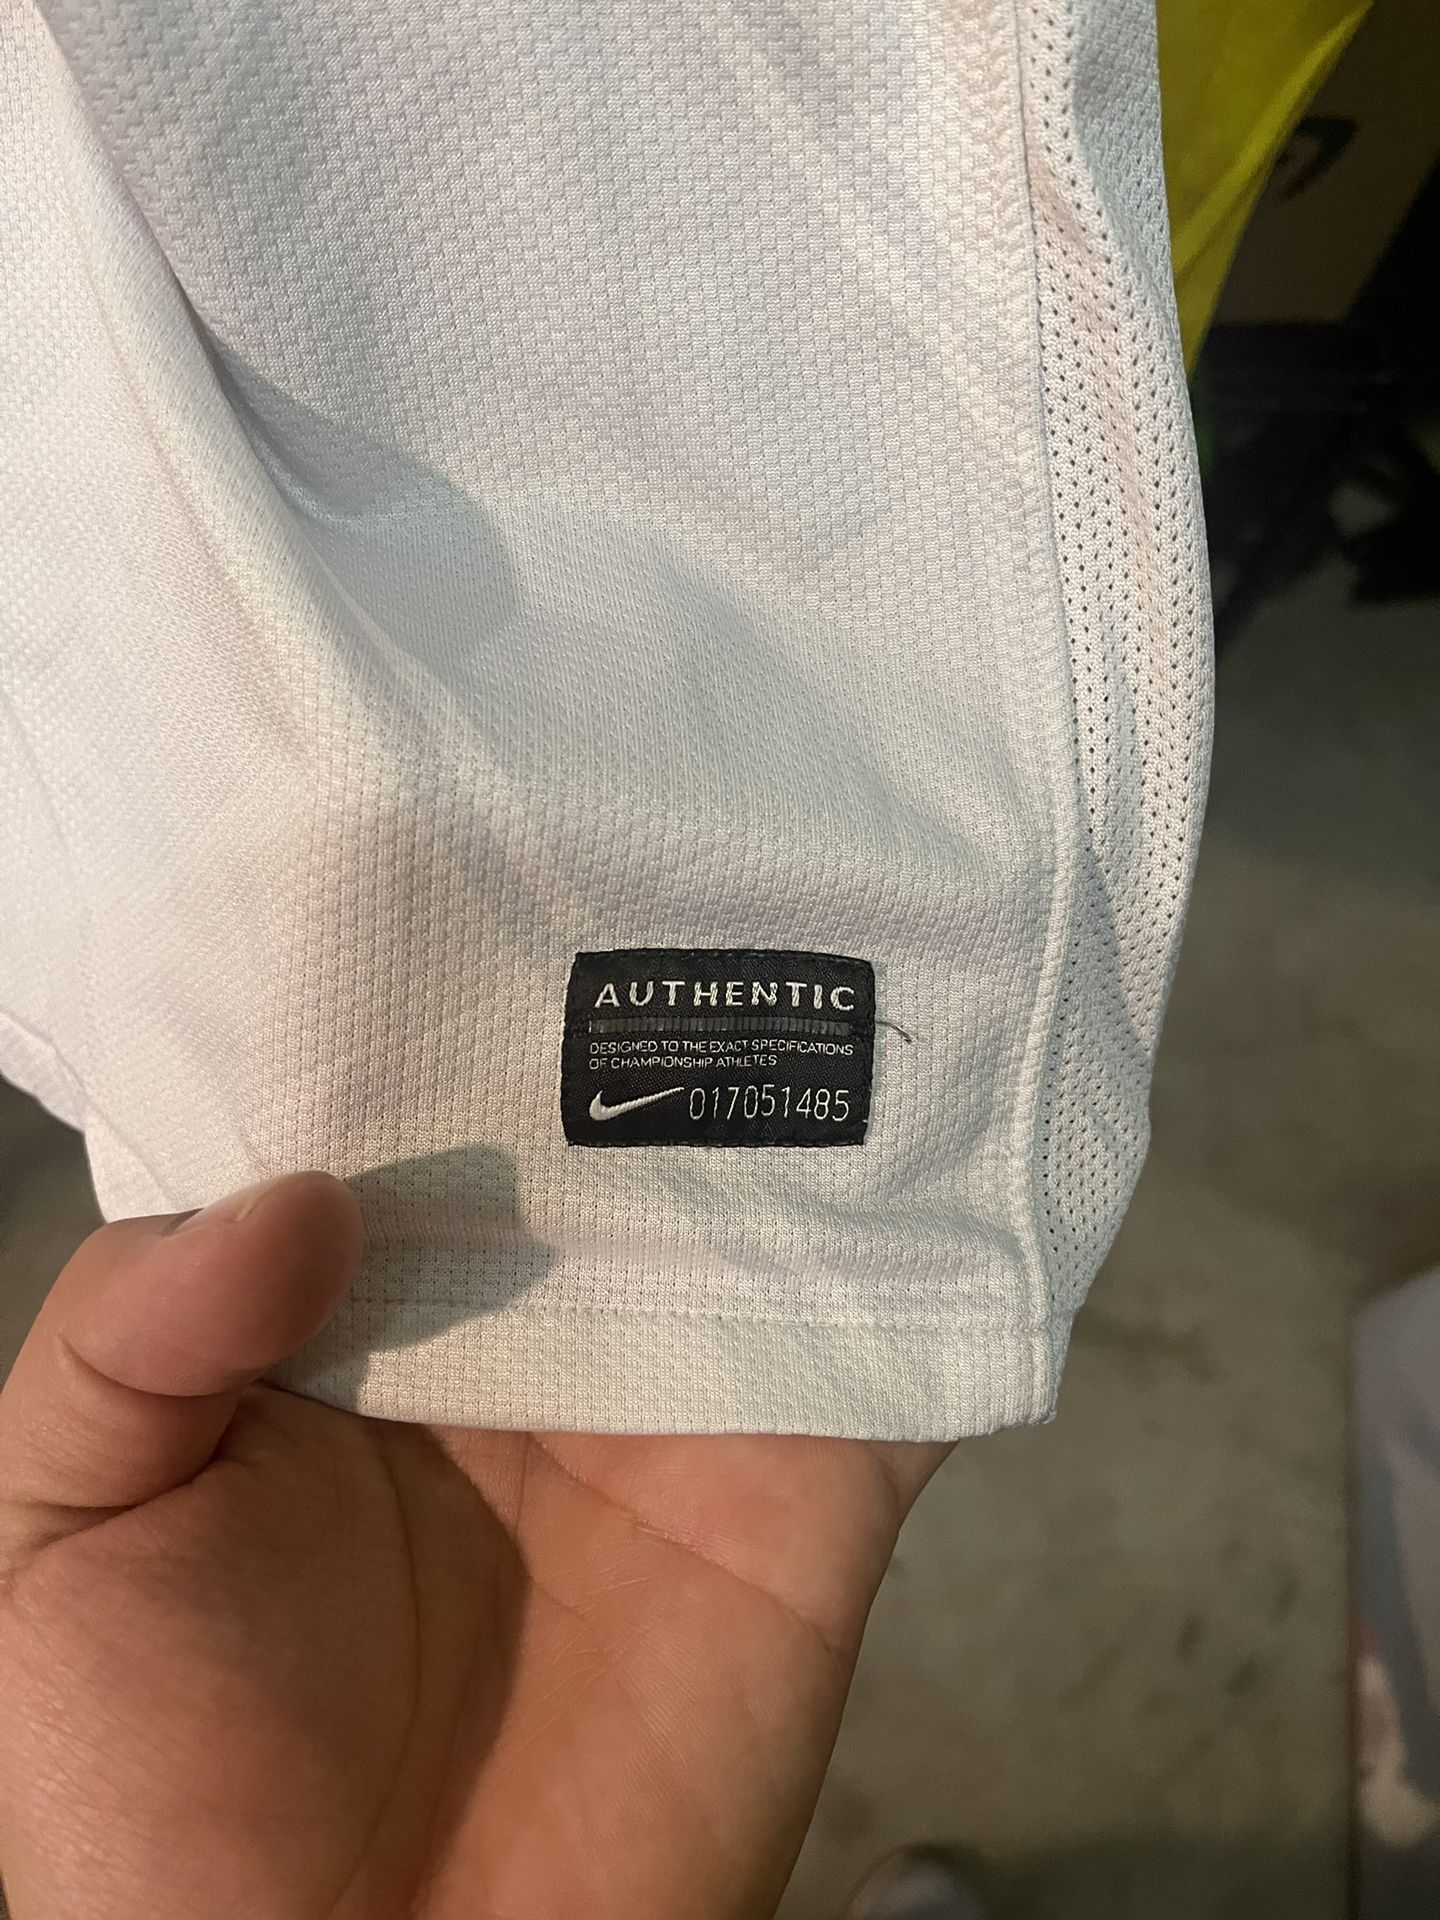 AUTHENTIC
DESIGNED TO THE EXACT SPECIFICATIONS
OF CHAMPIONSHIP ATHLETES
017051485